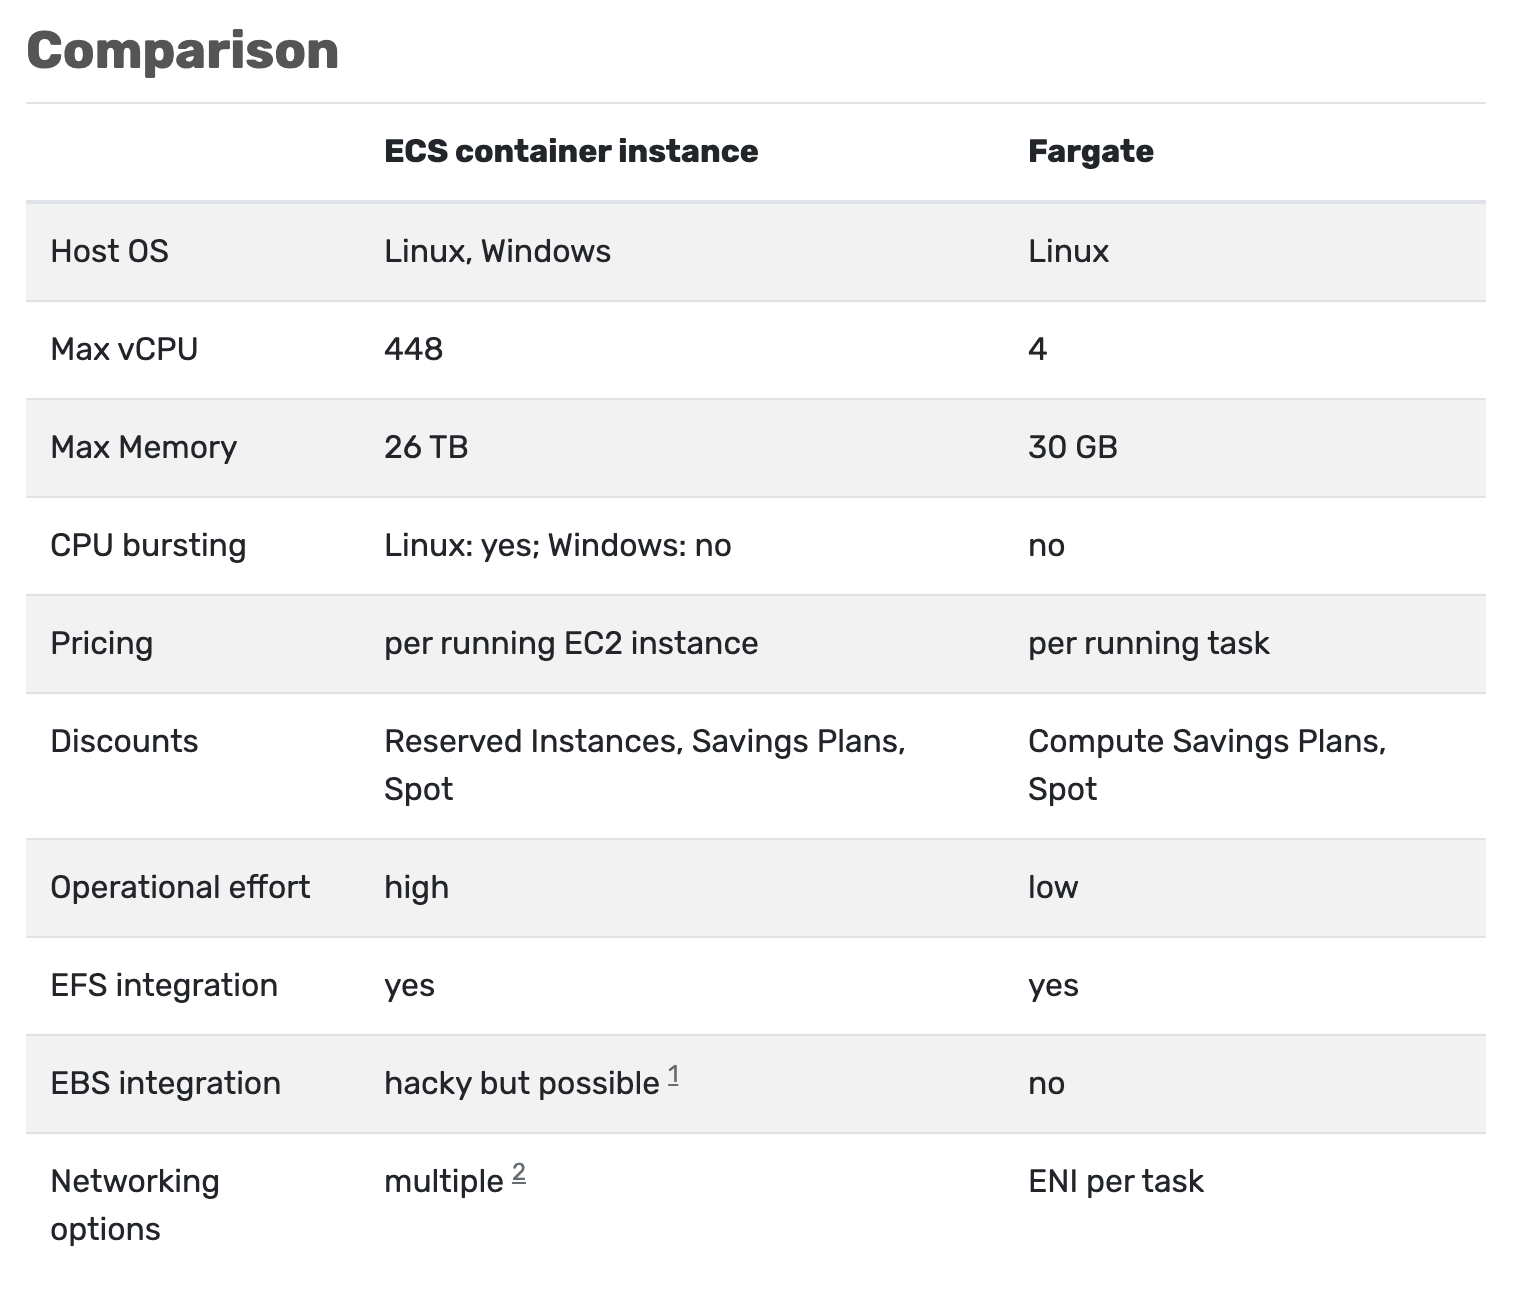 Comparison
ECS container instance Fargate
Host OS Linux, Windows Linux
Max vCPU 448 4
Max Memory 26 TB 30 GB
CPU bursting Linux: yes; Windows: no no
Pricing per running EC2 instance per running task
Discounts Reserved Instances, Savings Plans, Compute Savings Plans,
Spot Spot
Operational effort high low
EFS integration yes yes
EBS integration hacky but possible 1 no
Networking multiple 2 ENI per task
options